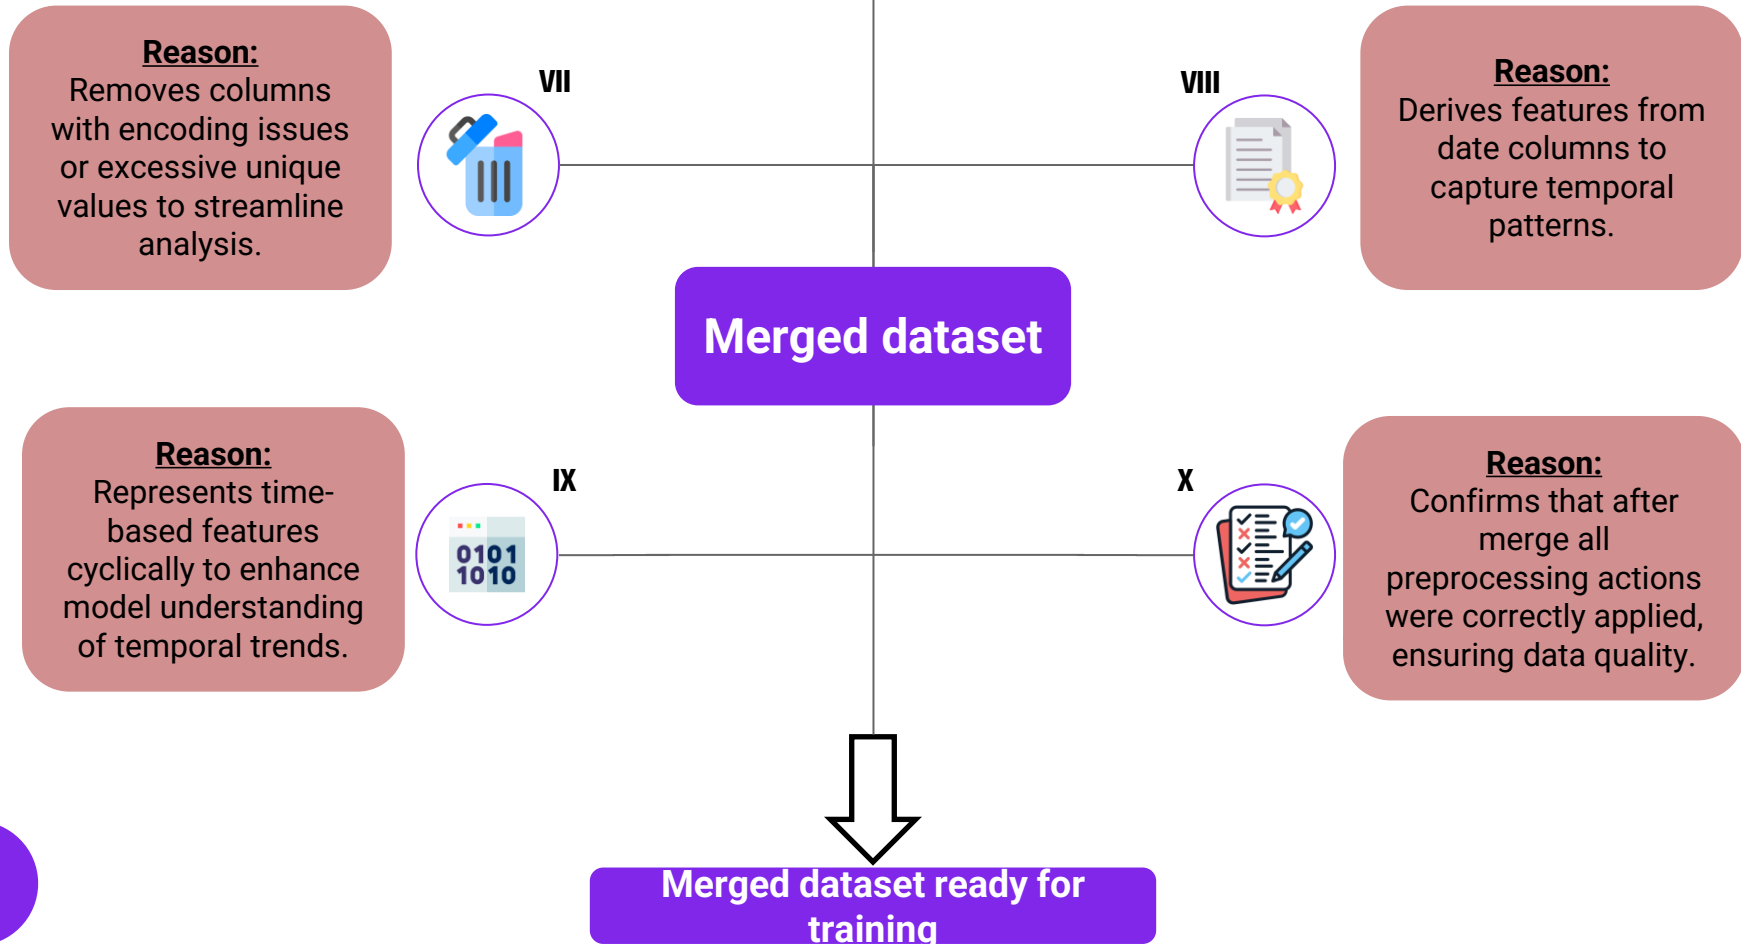 Reason:
Removes columns
with encoding issues
or excessive unique
values to streamline
analysis.
VII
VIII
Reason:
Derives features from
date columns to
capture temporal
patterns.
Merged dataset
Reason:
Represents time-
based features
cyclically to enhance
model understanding
of temporal trends.
IX
0101
1010
X
Reason:
Confirms that after
merge all
preprocessing actions
were correctly applied,
ensuring data quality.
Merged dataset ready for
training